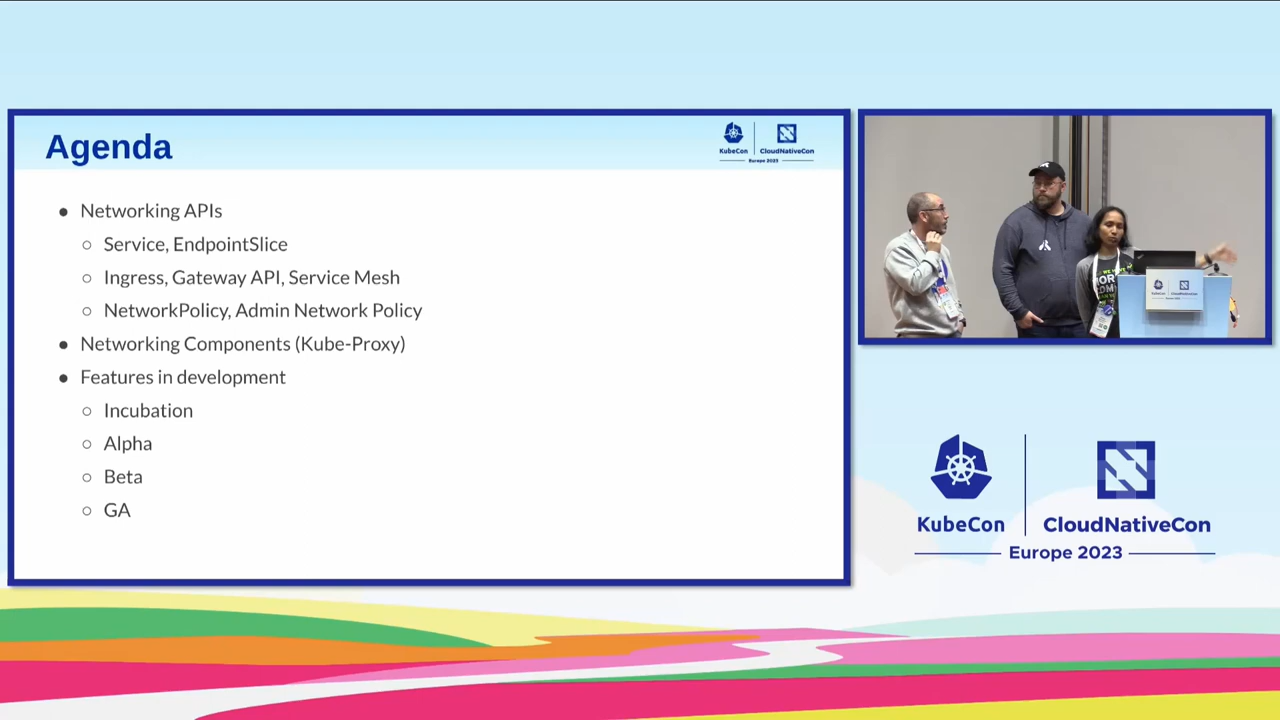 Agenda
KubeCon
CloudNativeCon
Europe 2023
Networking APIs
Service, EndpointSlice
Ingress, Gateway API, Service Mesh
NetworkPolicy, Admin Network Policy
Networking Components (Kube-Proxy)
Features in development
Incubation
Alpha
Beta
GA
KubeCon
CloudNativeCon
Europe 2023